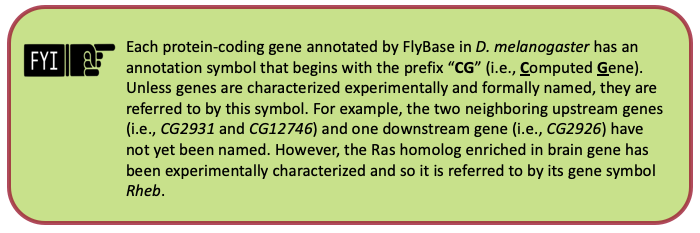 FYI
Each protein-coding gene annotated by FlyBase in D. melanogaster has an
annotation symbol that begins with the prefix “CG” (i.e., Computed Gene).
Unless genes are characterized experimentally and formally named, they are
referred to by this symbol. For example, the two neighboring upstream genes
(i.e., CG2931 and CG12746) and one downstream gene (i.e., CG2926) have
not yet been named. However, the Ras homolog enriched in brain gene has
been experimentally characterized and so it is referred to by its gene symbol
Rheb.